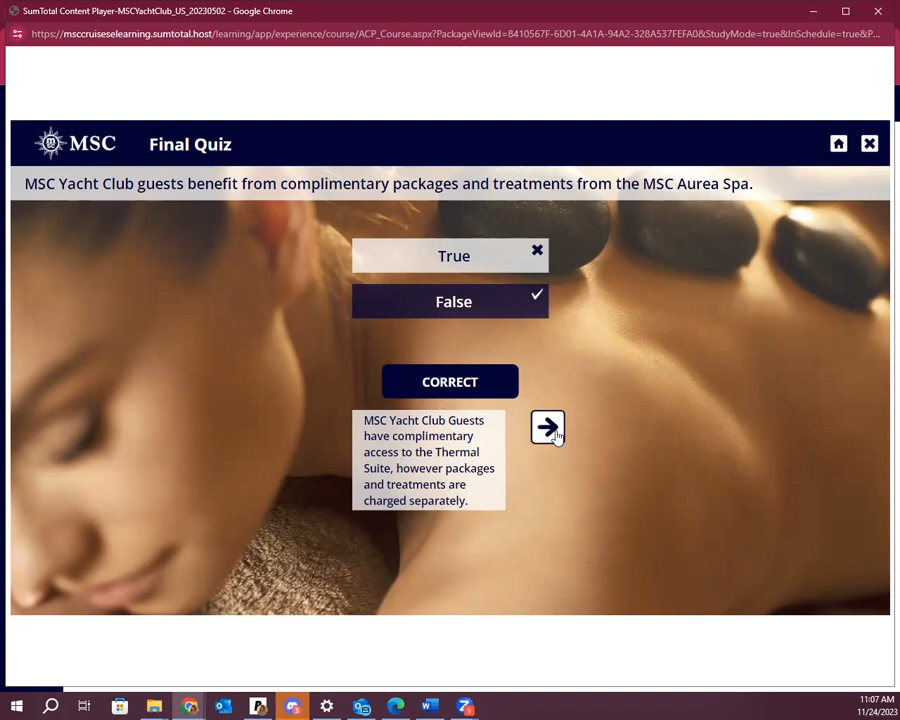 SumTotal Content Player-MSCYachtClub_US_20230502 - Google Chrome
https://msccruiseselearning.sumtotal.host/learning/app/experience/course/ACP_Course.aspx?PackageViewId=8410567F-6D01-4A1A-94A2-328A537FEFA0&StudyMode=true&InSchedule=true&P...
MSC
Final Quiz
MSC Yacht Club guests benefit from complimentary packages and treatments from the MSC Aurea Spa.
True
False
CORRECT
MSC Yacht Club Guests
have complimentary
access to the Thermal
Suite, however packages
and treatments are
charged separately.
11:07 AM
11/24/2023